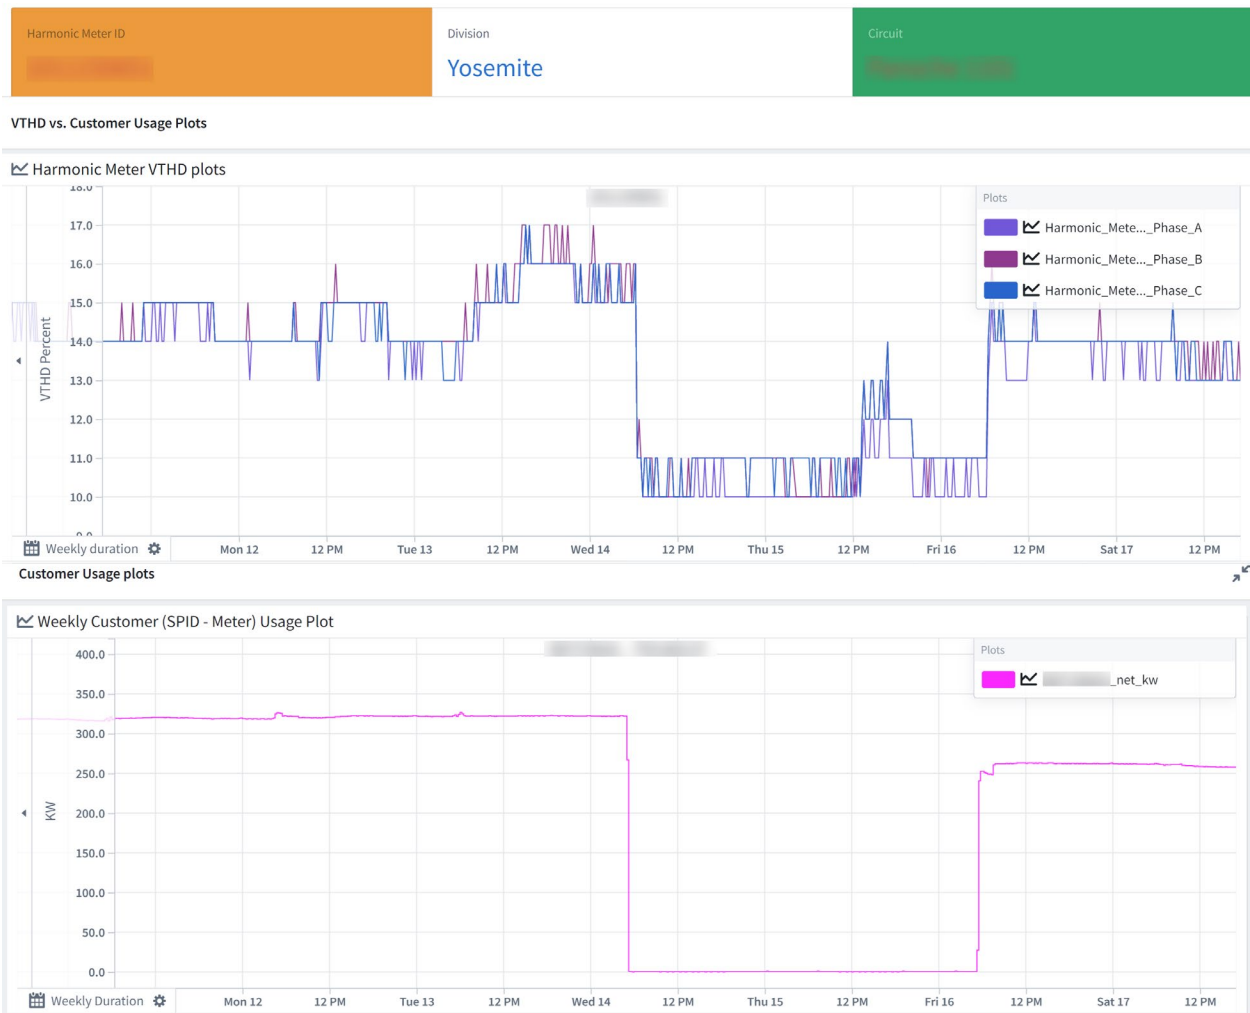 Harmonic Meter ID
Division
Circuit
Yosemite
VTHD vs. Customer Usage Plots
Harmonic Meter VTHD plots
18.0
17.0
16.0
15.0
14.0
13.0
12.0
11.0
10.0
9.0
VTHD Percent
Plots
Harmonic_Mete..._Phase_A
Harmonic_Mete..._Phase_B
Harmonic_Mete..._Phase_C
Weekly duration
Mon 12 12 PM Tue 13 12 PM Wed 14 12 PM Thu 15 12 PM Fri 16 12 PM Sat 17 12 PM
Customer Usage plots
Weekly Customer (SPID - Meter) Usage Plot
400.0
350.0
300.0
250.0
200.0
150.0
100.0
50.0
0.0
KW
Plots
_net_kw
Weekly Duration
Mon 12 12 PM Tue 13 12 PM Wed 14 12 PM Thu 15 12 PM Fri 16 12 PM Sat 17 12 PM